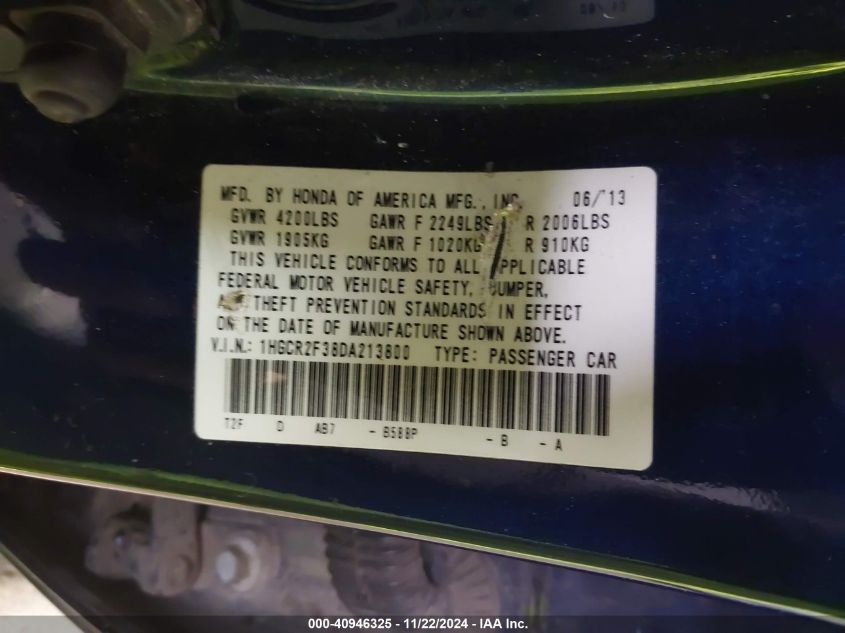 MFD. BY HONDA OF AMERICA MFG., INC. 06/13
GVWR 4200LBS GAWR F 2249LBS R 2006LBS
GVWR 1905KG GAWR F 1020KG R 910KG
THIS VEHICLE CONFORMS TO ALL APPLICABLE
FEDERAL MOTOR VEHICLE SAFETY, BUMPER,
THEFT PREVENTION STANDARDS IN EFFECT
ON THE DATE OF MANUFACTURE SHOWN ABOVE.
V.I.N.: 1HGCR2F38DA213800 TYPE: PASSENGER CAR
T2F D AB7 - B588P - B - A
000-40946325 - 11/22/2024 - IAA Inc.